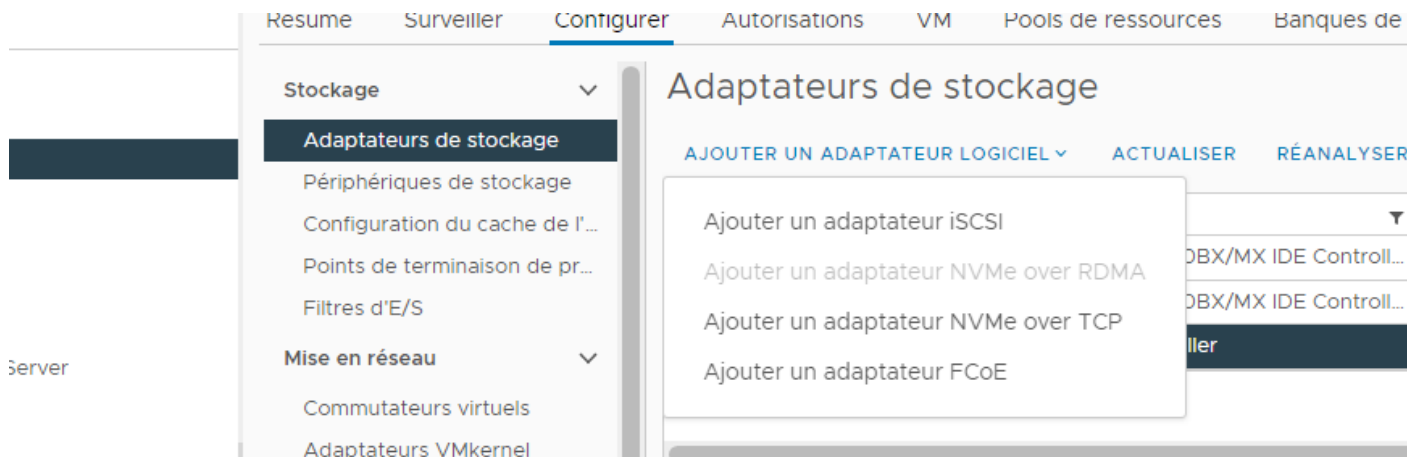 Résumé Surveiller Configurer Autorisations VM Pools de ressources Banques de
Stockage
Adaptateurs de stockage
Périphériques de stockage
Configuration du cache de l'...
Points de terminaison de pr...
Filtres d'E/S
Mise en réseau
Commutateurs virtuels
Adaptateurs VMkernel
Server
Adaptateurs de stockage
AJOUTER UN ADAPTATEUR LOGICIEL ACTUALISER RÉANALYSER
Ajouter un adaptateur iSCSI
Ajouter un adaptateur NVMe over RDMA
Ajouter un adaptateur NVMe over TCP
Ajouter un adaptateur FCoE
0BX/MX IDE Controll...
0BX/MX IDE Controll...
ller